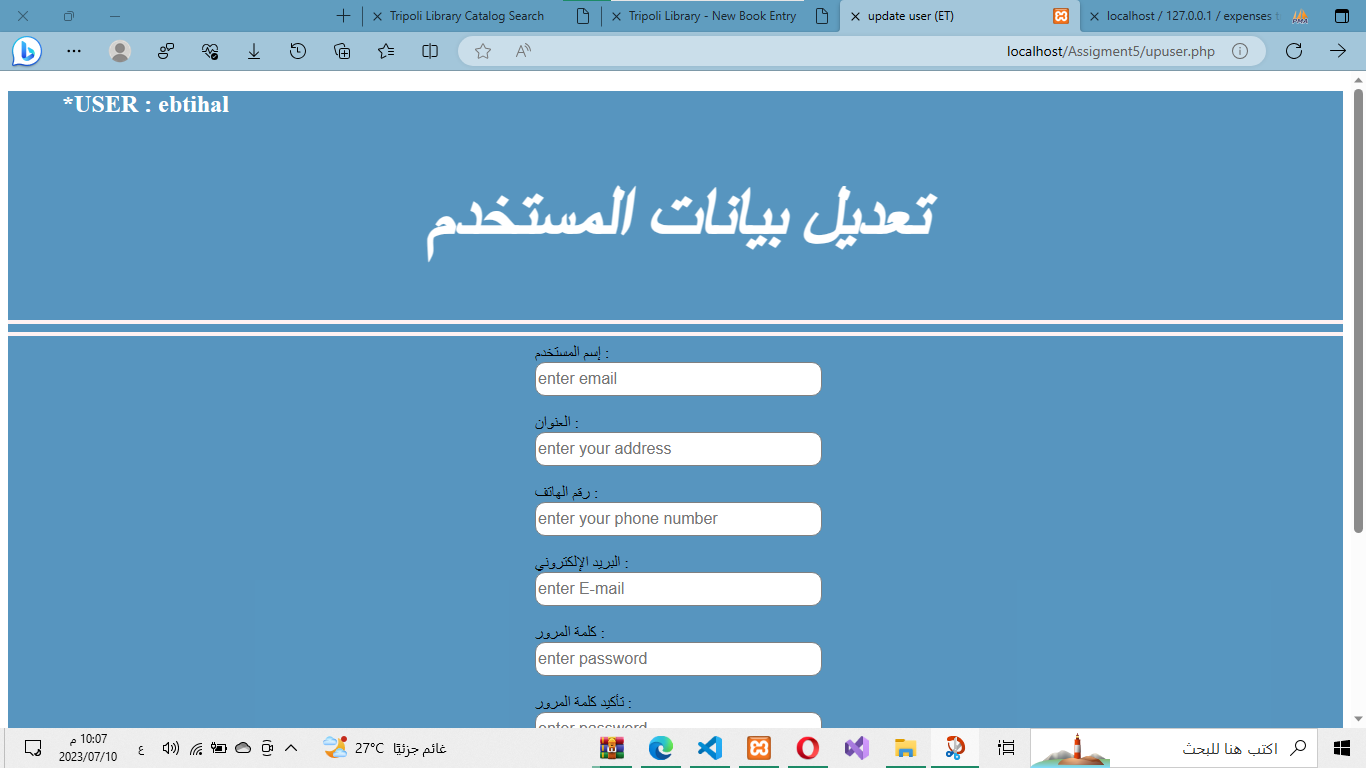 Tripoli Library Catalog Search
Tripoli Library - New Book Entry
update user (ET)
localhost / 127.0.0.1 / expenses
localhost/Assigment5/upuser.php
*USER : ebtihal
تعديل بيانات المستخدم
إسم المستخدم :
enter email
العنوان :
enter your address
رقم الهاتف :
enter your phone number
البريد الإلكتروني :
enter E-mail
كلمة المرور :
enter password
تأكيد كلمة المرور :
enter password
10:07 م
2023/07/10
ع
27°C غائم جزئيًا
اكتب هنا للبحث